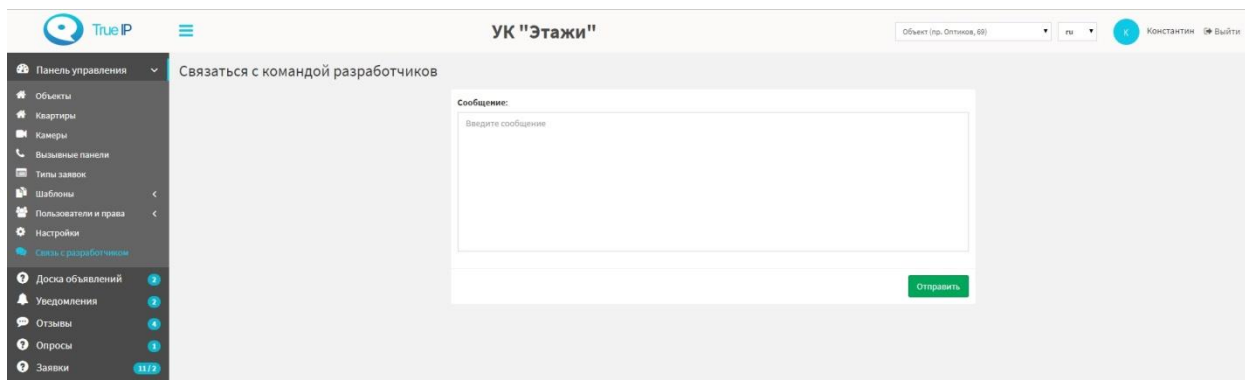 True IP
УК "Этажи"
Объект (пр. Оптиков, 69)
ru
К
Константин
Выйти
Панель управления
Связаться с командой разработчиков
Объекты
Квартиры
Камеры
Вызывные панели
Типы заявок
Шаблоны
Пользователи и права
Настройки
Связь с разработчиком
Доска объявлений 2
Уведомления 2
Отзывы 4
Опросы 1
Заявки 11 / 2
Сообщение:
Введите сообщение
Отправить